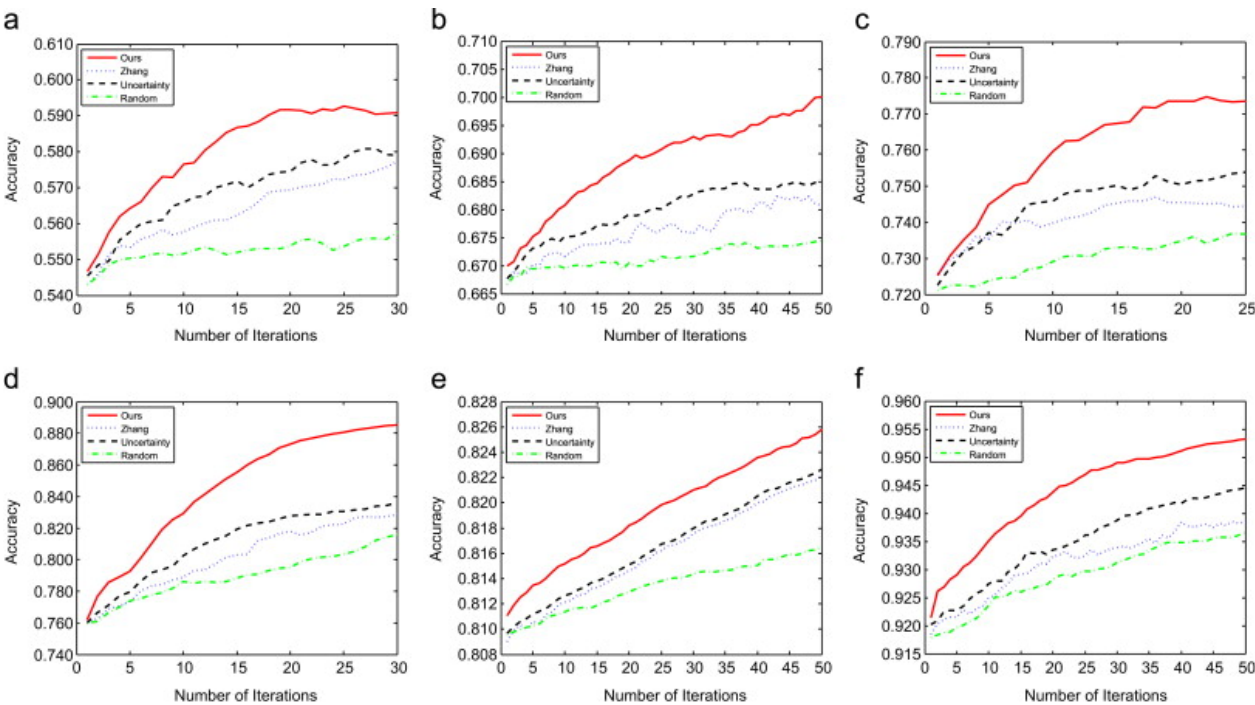 a
0.610
0.600
0.590
0.580
0.570
0.560
0.550
0.540
Accuracy
Ours
Zhang
Uncertainty
Random
0 5 10 15 20 25 30
Number of Iterations
b
0.710
0.705
0.700
0.695
0.690
0.685
0.680
0.675
0.670
0.665
Accuracy
Ours
Zhang
Uncertainty
Random
0 5 10 15 20 25 30 35 40 45 50
Number of Iterations
c
0.790
0.780
0.770
0.760
0.750
0.740
0.730
0.720
Accuracy
Ours
Zhang
Uncertainty
Random
0 5 10 15 20 25
Number of Iterations
d
0.900
0.880
0.860
0.840
0.820
0.800
0.780
0.760
0.740
Accuracy
Ours
Zhang
Uncertainty
Random
0 5 10 15 20 25 30
Number of Iterations
e
0.828
0.826
0.824
0.822
0.820
0.818
0.816
0.814
0.812
0.810
0.808
Accuracy
Ours
Zhang
Uncertainty
Random
0 5 10 15 20 25 30 35 40 45 50
Number of Iterations
f
0.960
0.955
0.950
0.945
0.940
0.935
0.930
0.925
0.920
0.915
Accuracy
Ours
Zhang
Uncertainty
Random
0 5 10 15 20 25 30 35 40 45 50
Number of Iterations